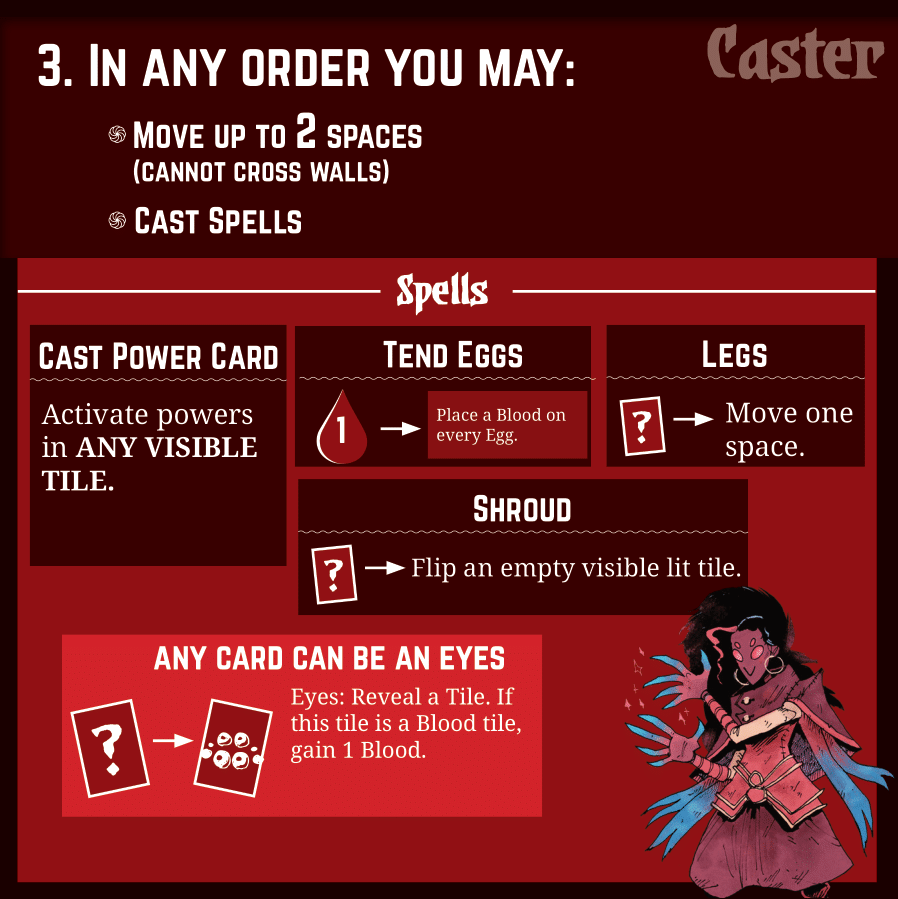 Caster
3. In any order you may:
Move up to 2 spaces
(cannot cross walls)
Cast Spells
Spells
Cast Power Card
Activate powers
in ANY VISIBLE
TILE.
Tend Eggs
1
Place a Blood on
every Egg.
Legs
?
Move one
space.
Shroud
?
Flip an empty visible lit tile.
any card can be an eyes
?
Eyes: Reveal a Tile. If
this tile is a Blood tile,
gain 1 Blood.